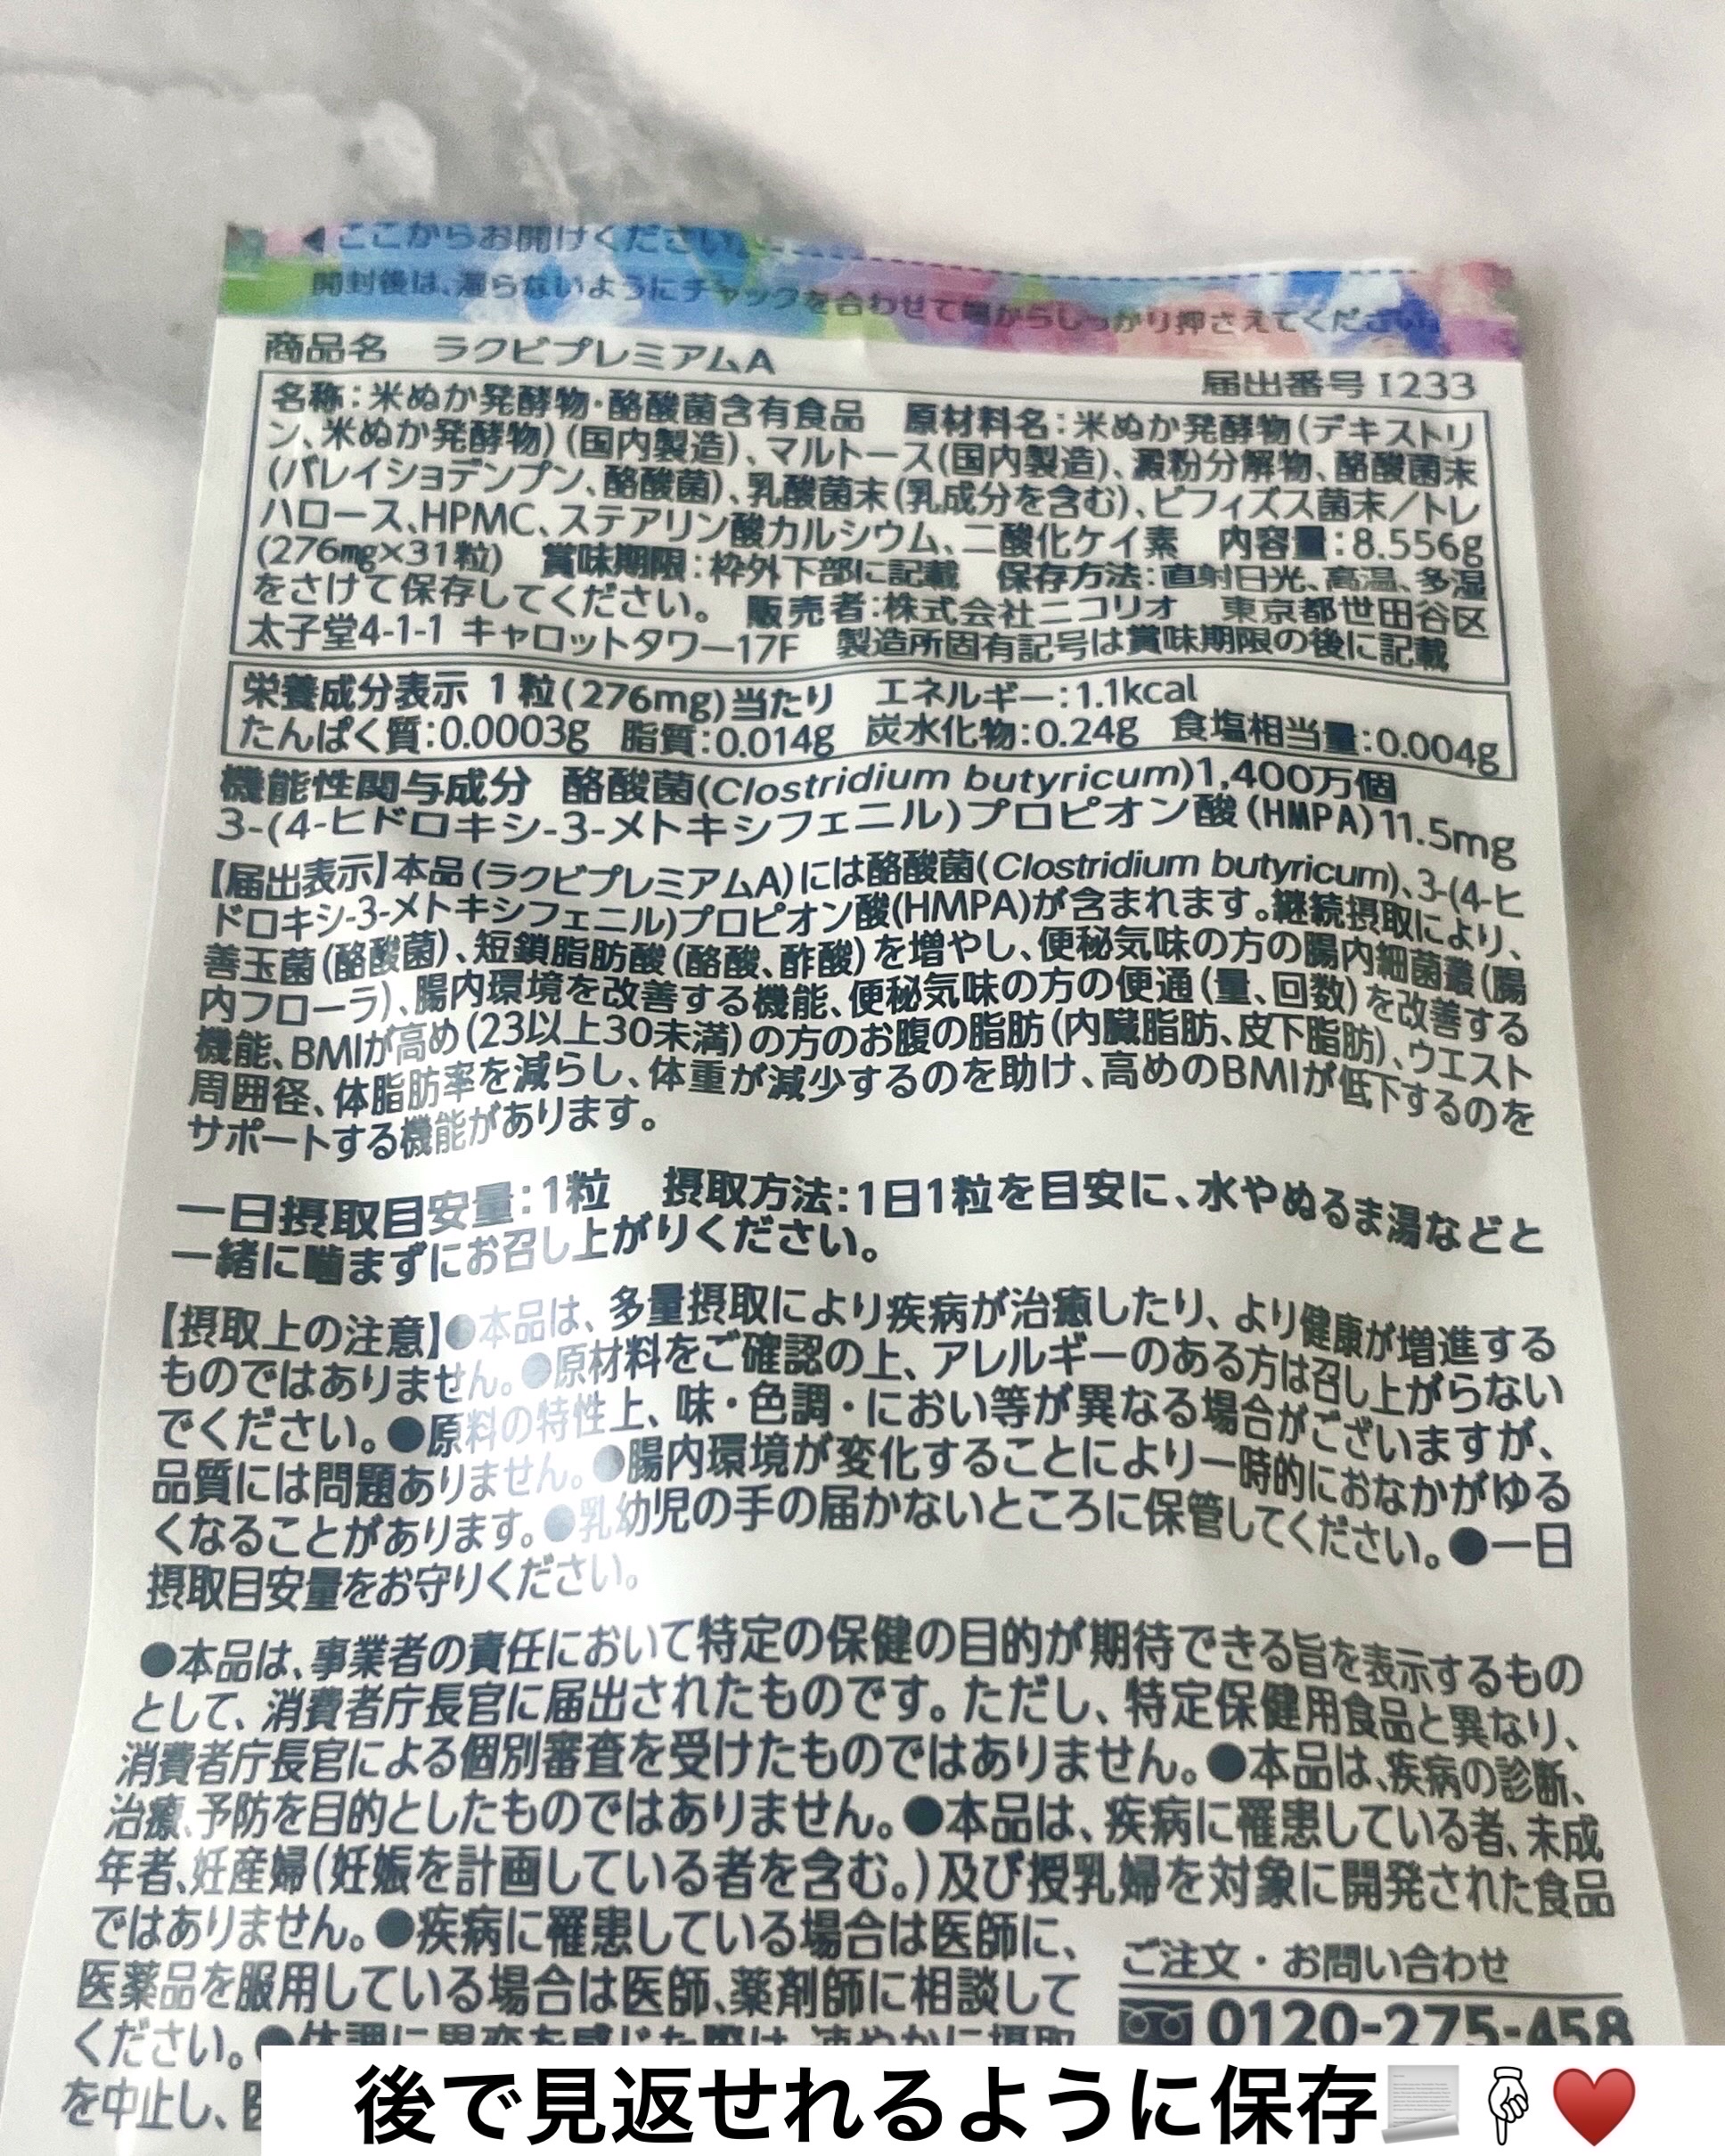 ここからお開けください。
開封後は、湿らないようにチャックを合わせて端からしっかり押さえてください。
商品名 ラクビプレミアムA
届出番号 I233
名称：米ぬか発酵物・酪酸菌含有食品 原材料名：米ぬか発酵物(デキストリ
ン、米ぬか発酵物)(国内製造)、マルトース(国内製造)、澱粉分解物、酪酸菌末
(バレイショデンプン、酪酸菌)、乳酸菌末(乳成分を含む)、ビフィズス菌末／トレ
ハロース、HPMC、ステアリン酸カルシウム、二酸化ケイ素 内容量：8.556g
(276mg×31粒) 賞味期限：枠外下部に記載 保存方法：直射日光、高温、多湿
をさけて保存してください。 販売者：株式会社ニコリオ 東京都世田谷区
太子堂4-1-1 キャロットタワー17F 製造所固有記号は賞味期限の後に記載
栄養成分表示 1粒(276mg)当たり エネルギー：1.1kcal
たんぱく質：0.0003g 脂質：0.014g 炭水化物：0.24g 食塩相当量：0.004g
機能性関与成分 酪酸菌(Clostridium butyricum)1,400万個
3-(4-ヒドロキシ-3-メトキシフェニル)プロピオン酸(HMPA)11.5mg
【届出表示】本品(ラクビプレミアムA)には酪酸菌(Clostridium butyricum)、3-(4-ヒ
ドロキシ-3-メトキシフェニル)プロピオン酸(HMPA)が含まれます。継続摂取により、
善玉菌(酪酸菌)、短鎖脂肪酸(酪酸、酢酸)を増やし、便秘気味の方の腸内細菌叢(腸
内フローラ)、腸内環境を改善する機能、便秘気味の方の便通(量、回数)を改善する
機能、BMIが高め(23以上30未満)の方のお腹の脂肪(内臓脂肪、皮下脂肪)、ウエスト
周囲径、体脂肪率を減らし、体重が減少するのを助け、高めのBMIが低下するのを
サポートする機能があります。
一日摂取目安量：1粒 摂取方法：1日1粒を目安に、水やぬるま湯などと
一緒に噛まずにお召し上がりください。
【摂取上の注意】●本品は、多量摂取により疾病が治癒したり、より健康が増進する
ものではありません。●原材料をご確認の上、アレルギーのある方は召し上がらない
でください。●原料の特性上、味・色調・におい等が異なる場合がございますが、
品質には問題ありません。●腸内環境が変化することにより一時的におなかがゆる
くなることがあります。●乳幼児の手の届かないところに保管してください。●一日
摂取目安量をお守りください。
●本品は、事業者の責任において特定の保健の目的が期待できる旨を表示するもの
として、消費者庁長官に届出されたものです。ただし、特定保健用食品と異なり、
消費者庁長官による個別審査を受けたものではありません。●本品は、疾病の診断、
治療、予防を目的としたものではありません。●本品は、疾病に罹患している者、未成
年者、妊産婦(妊娠を計画している者を含む。)及び授乳婦を対象に開発された食品
ではありません。●疾病に罹患している場合は医師に、
医薬品を服用している場合は医師、薬剤師に相談して
ください。●体調に異変を感じた際は、速やかに摂取
を中止し、医
ご注文・お問い合わせ
0120-275-458
後で見返せれるように保存